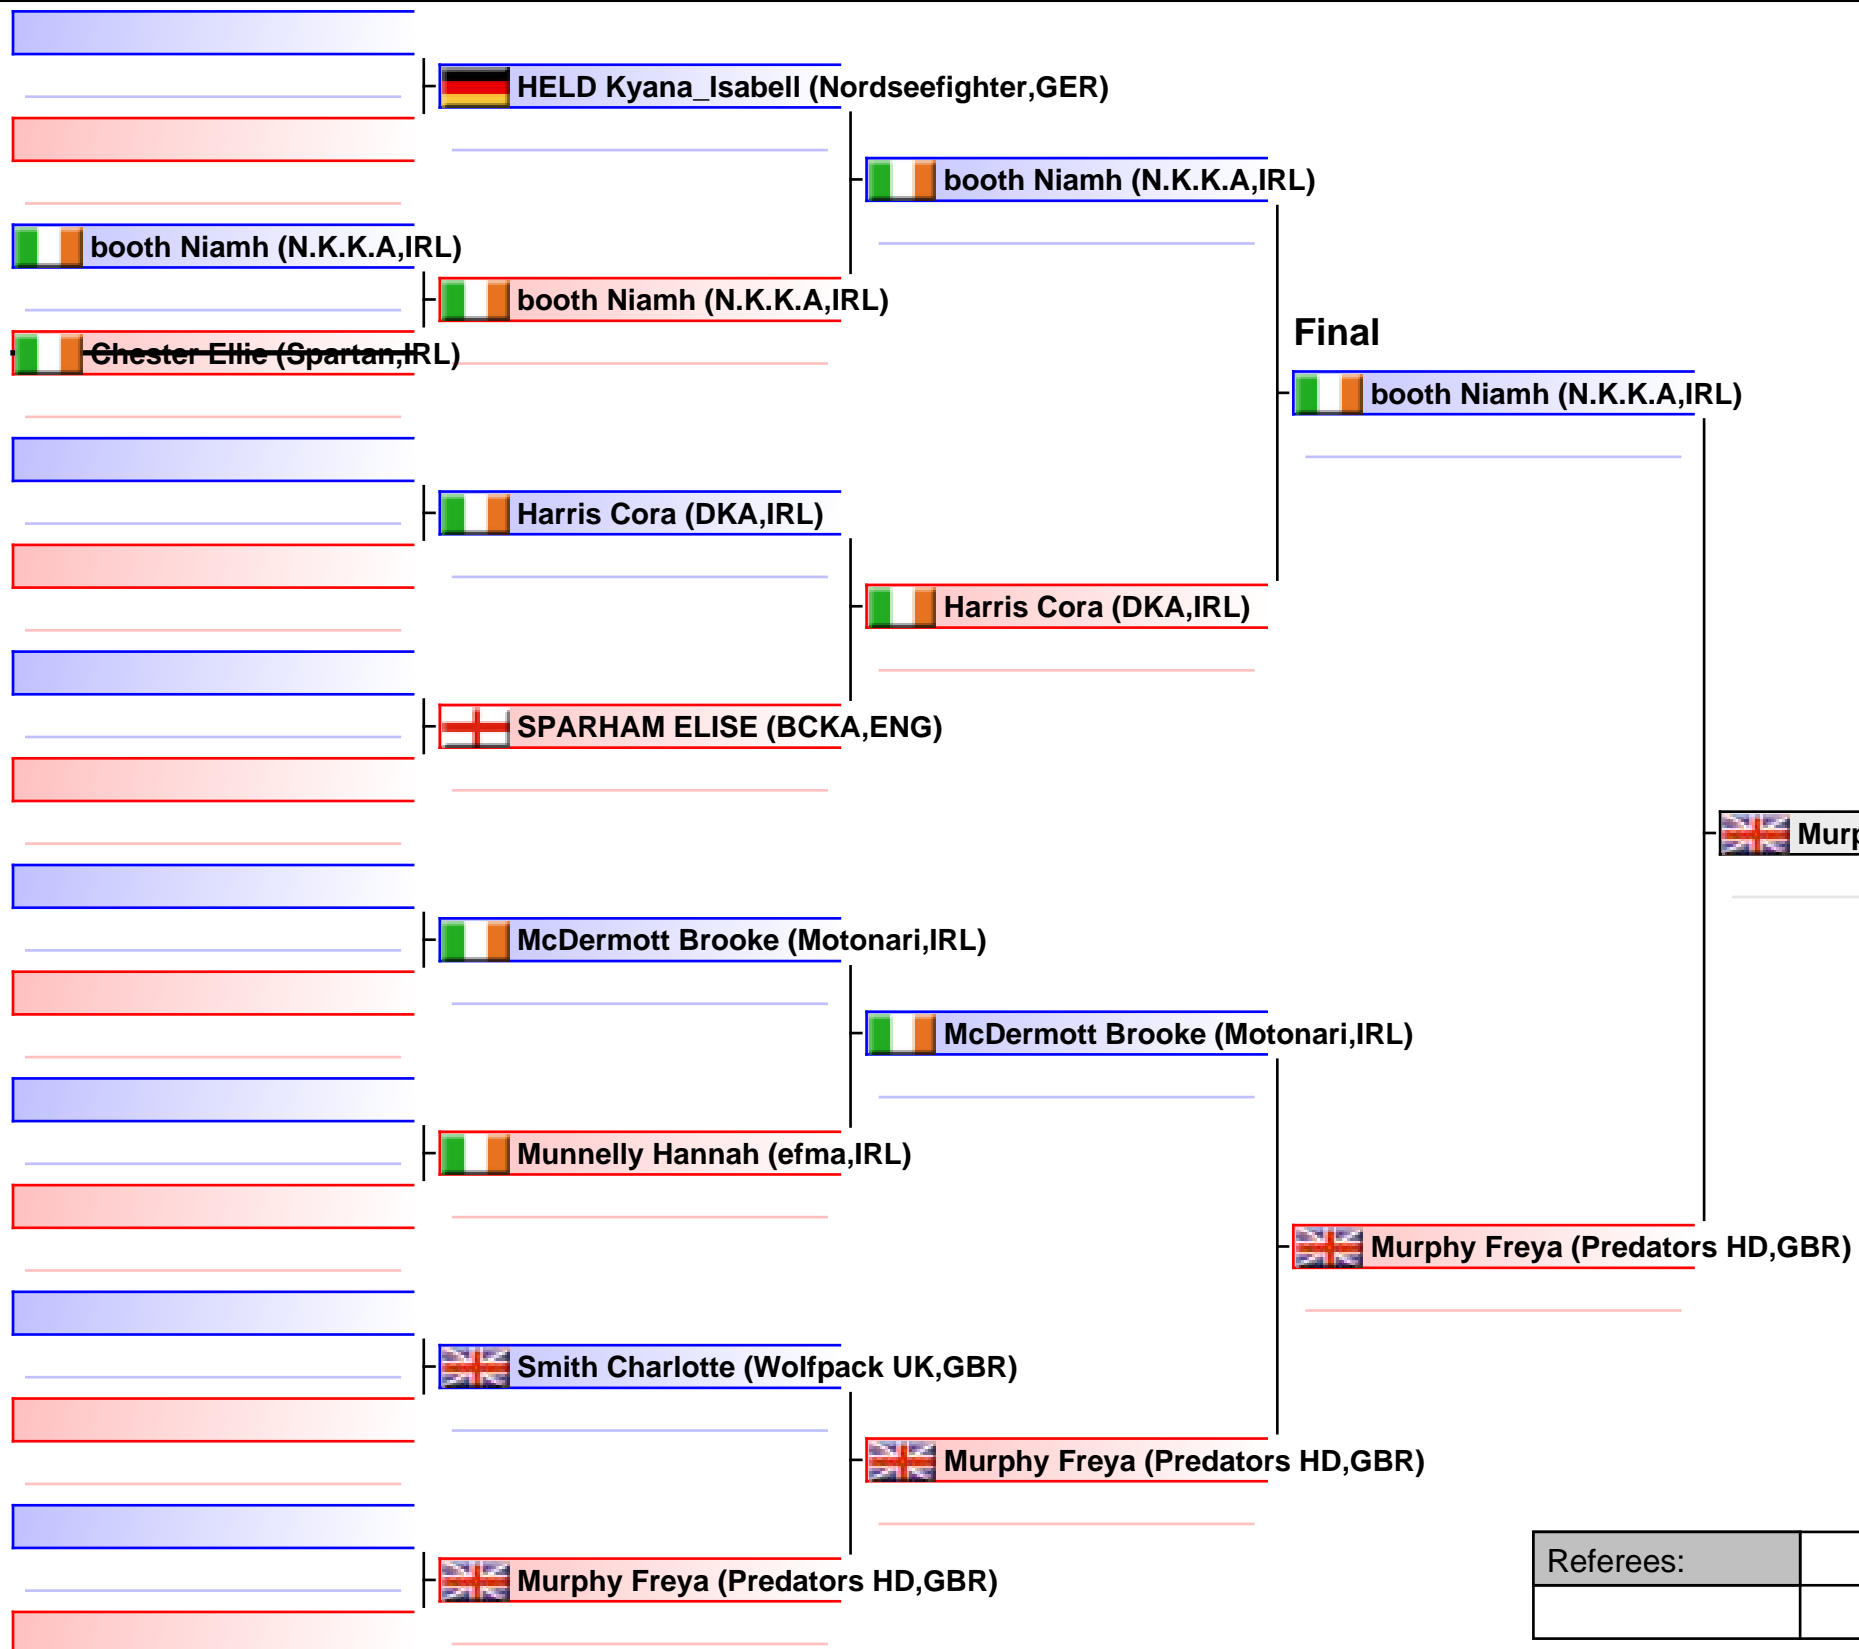 HELD Kyana_Isabell (Nordseefighter,GER)
booth Niamh (N.K.K.A,IRL)
booth Niamh (N.K.K.A,IRL)
booth Niamh (N.K.K.A,IRL)
Chester Ellie (Spartan,IRL)
Final
booth Niamh (N.K.K.A,IRL)
Harris Cora (DKA,IRL)
Harris Cora (DKA,IRL)
SPARHAM ELISE (BCKA,ENG)
Murp
McDermott Brooke (Motonari,IRL)
McDermott Brooke (Motonari,IRL)
Munnelly Hannah (efma,IRL)
Murphy Freya (Predators HD,GBR)
Smith Charlotte (Wolfpack UK,GBR)
Murphy Freya (Predators HD,GBR)
Referees:
Murphy Freya (Predators HD,GBR)